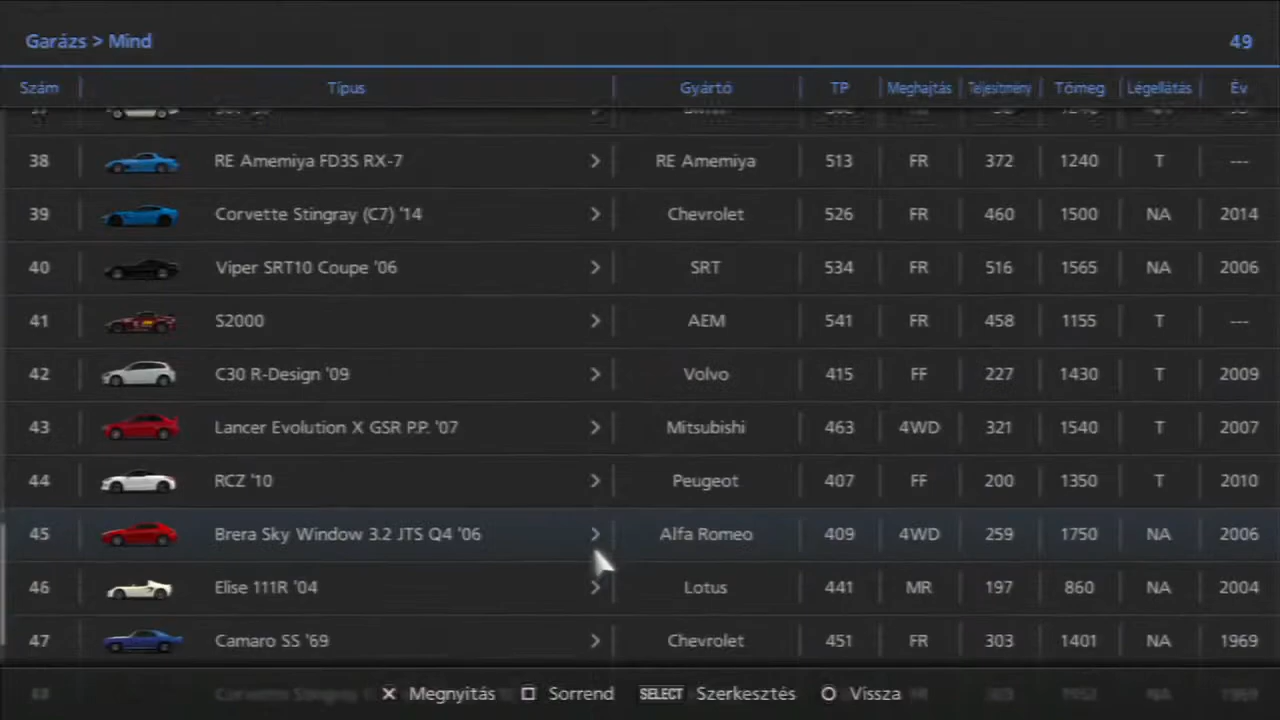 Garázs > Mind 49
Szám Típus Gyártó TP Meghajtás Teljesítmény Tömeg Légellátás Év
38 RE Amemiya FD3S RX-7 RE Amemiya 513 FR 372 1240 T ---
39 Corvette Stingray (C7) '14 Chevrolet 526 FR 460 1500 NA 2014
40 Viper SRT10 Coupe '06 SRT 534 FR 516 1565 NA 2006
41 S2000 AEM 541 FR 458 1155 T ---
42 C30 R-Design '09 Volvo 415 FF 227 1430 T 2009
43 Lancer Evolution X GSR P.P. '07 Mitsubishi 463 4WD 321 1540 T 2007
44 RCZ '10 Peugeot 407 FF 200 1350 T 2010
45 Brera Sky Window 3.2 JTS Q4 '06 Alfa Romeo 409 4WD 259 1750 NA 2006
46 Elise 111R '04 Lotus 441 MR 197 860 NA 2004
47 Camaro SS '69 Chevrolet 451 FR 303 1401 NA 1969
Corvette Stingray
Megnyitás Sorrend SELECT Szerkesztés Vissza